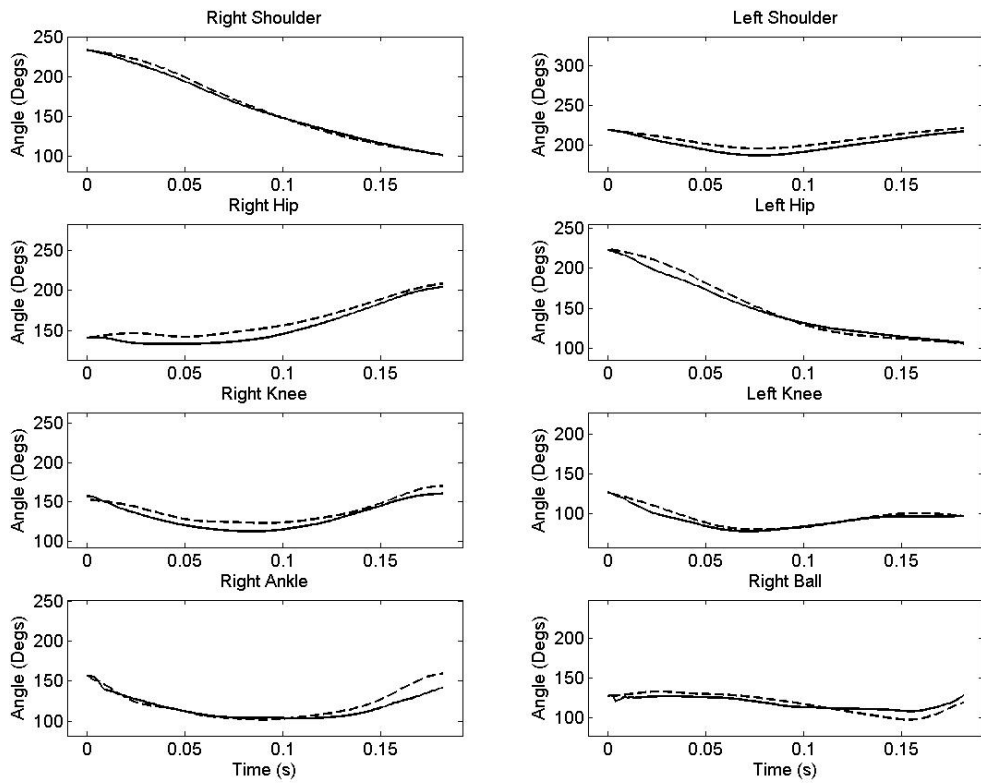 Right Shoulder
Angle (Degs)
250
200
150
100
0 0.05 0.1 0.15
Left Shoulder
Angle (Degs)
300
250
200
0 0.05 0.1 0.15
Right Hip
Angle (Degs)
250
200
150
0 0.05 0.1 0.15
Left Hip
Angle (Degs)
250
200
150
100
0 0.05 0.1 0.15
Right Knee
Angle (Degs)
250
200
150
100
0 0.05 0.1 0.15
Left Knee
Angle (Degs)
200
150
100
0 0.05 0.1 0.15
Right Ankle
Angle (Degs)
250
200
150
100
0 0.05 0.1 0.15
Time (s)
Right Ball
Angle (Degs)
200
150
100
0 0.05 0.1 0.15
Time (s)